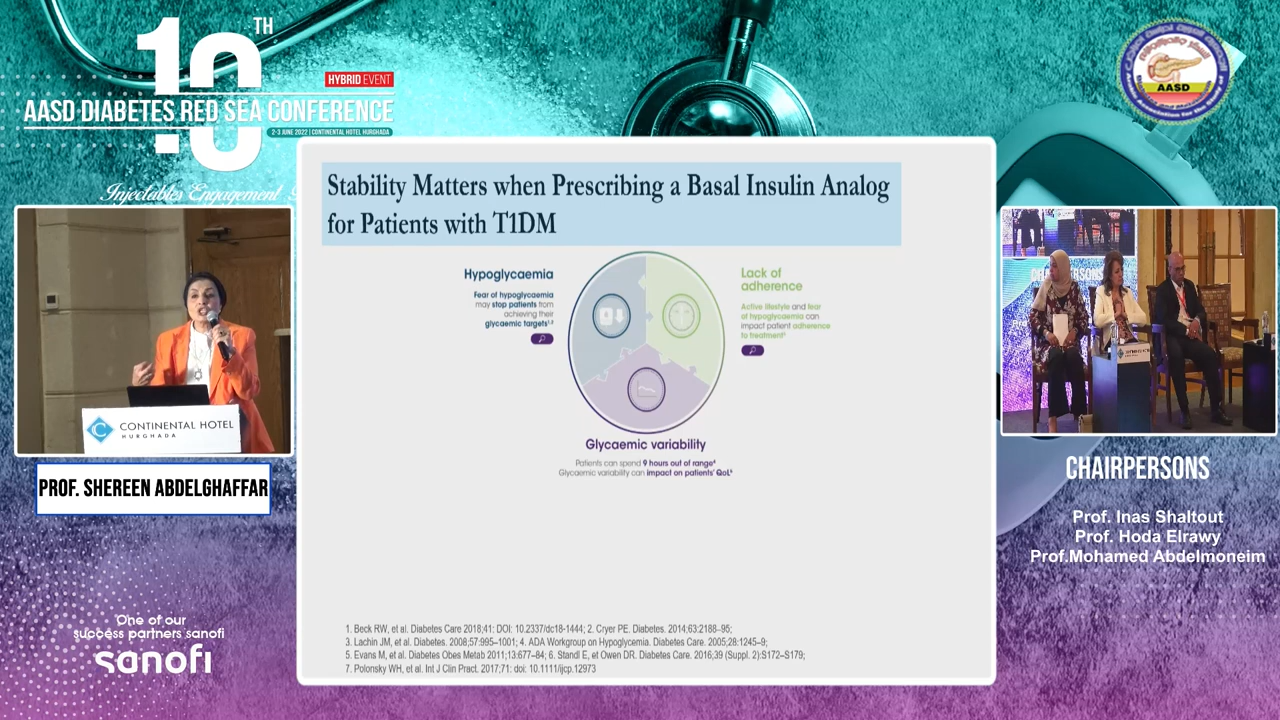 10TH
HYBRID EVENT
AASD DIABETES RED SEA CONFERENCE
2-3 JUNE 2022 | CONTINENTAL HOTEL HURGHADA
Injectables Engagement
AASD
Stability Matters when Prescribing a Basal Insulin Analog
for Patients with T1DM
Hypoglycaemia
Fear of hypoglycaemia
may stop patients from
achieving their
glycaemic targets¹,³
Lack of
adherence
Active lifestyle and fear
of hypoglycaemia can
impact patient adherence
to treatment²
Glycaemic variability
Patients can spend 9 hours out of range⁴
Glycaemic variability can impact on patients' QoL⁵
1. Beck RW, et al. Diabetes Care 2018;41: DOI: 10.2337/dc18-1444; 2. Cryer PE. Diabetes. 2014;63:2188–95;
3. Lachin JM, et al. Diabetes. 2008;57:995–1001; 4. ADA Workgroup on Hypoglycemia. Diabetes Care. 2005;28:1245–9;
5. Evans M, et al. Diabetes Obes Metab 2011;13:677–84; 6. Standl E, et Owen DR. Diabetes Care. 2016;39 (Suppl. 2):S172–S179;
7. Polonsky WH, et al. Int J Clin Pract. 2017;71: doi: 10.1111/ijcp.12973
CONTINENTAL HOTEL
HURGHADA
PROF. SHEREEN ABDELGHAFFAR
One of our
success partners sanofi
sanofi
CHAIRPERSONS
Prof. Inas Shaltout
Prof. Hoda Elrawy
Prof.Mohamed Abdelmoneim